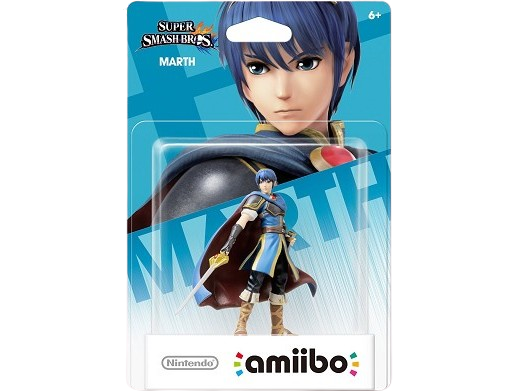 SUPER
SMASH BROS.
MARTH
6+
MARTH
Nintendo
amiibo